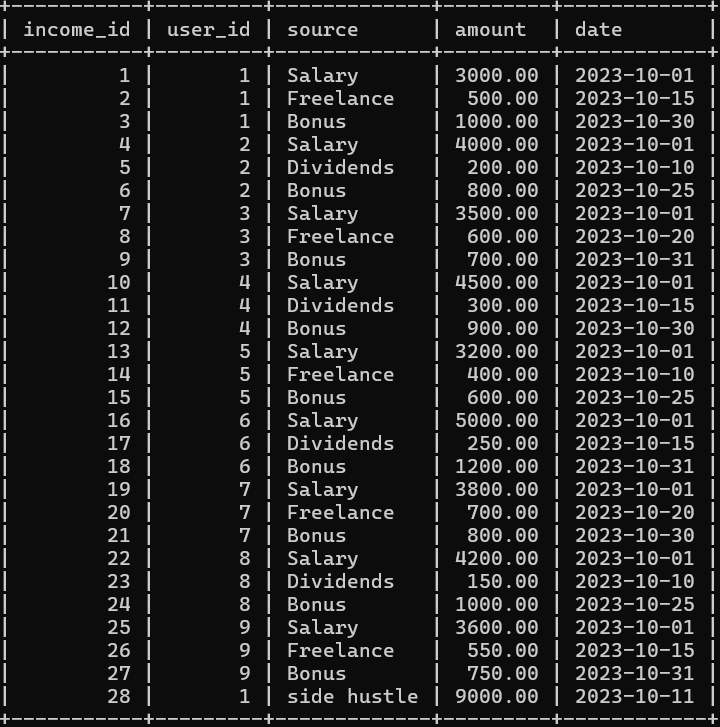 | income_id | user_id | source | amount | date |
| 1 | 1 | Salary | 3000.00 | 2023-10-01 |
| 2 | 1 | Freelance | 500.00 | 2023-10-15 |
| 3 | 1 | Bonus | 1000.00 | 2023-10-30 |
| 4 | 2 | Salary | 4000.00 | 2023-10-01 |
| 5 | 2 | Dividends | 200.00 | 2023-10-10 |
| 6 | 2 | Bonus | 800.00 | 2023-10-25 |
| 7 | 3 | Salary | 3500.00 | 2023-10-01 |
| 8 | 3 | Freelance | 600.00 | 2023-10-20 |
| 9 | 3 | Bonus | 700.00 | 2023-10-31 |
| 10 | 4 | Salary | 4500.00 | 2023-10-01 |
| 11 | 4 | Dividends | 300.00 | 2023-10-15 |
| 12 | 4 | Bonus | 900.00 | 2023-10-30 |
| 13 | 5 | Salary | 3200.00 | 2023-10-01 |
| 14 | 5 | Freelance | 400.00 | 2023-10-10 |
| 15 | 5 | Bonus | 600.00 | 2023-10-25 |
| 16 | 6 | Salary | 5000.00 | 2023-10-01 |
| 17 | 6 | Dividends | 250.00 | 2023-10-15 |
| 18 | 6 | Bonus | 1200.00 | 2023-10-31 |
| 19 | 7 | Salary | 3800.00 | 2023-10-01 |
| 20 | 7 | Freelance | 700.00 | 2023-10-20 |
| 21 | 7 | Bonus | 800.00 | 2023-10-30 |
| 22 | 8 | Salary | 4200.00 | 2023-10-01 |
| 23 | 8 | Dividends | 150.00 | 2023-10-10 |
| 24 | 8 | Bonus | 1000.00 | 2023-10-25 |
| 25 | 9 | Salary | 3600.00 | 2023-10-01 |
| 26 | 9 | Freelance | 550.00 | 2023-10-15 |
| 27 | 9 | Bonus | 750.00 | 2023-10-31 |
| 28 | 1 | side hustle | 9000.00 | 2023-10-11 |